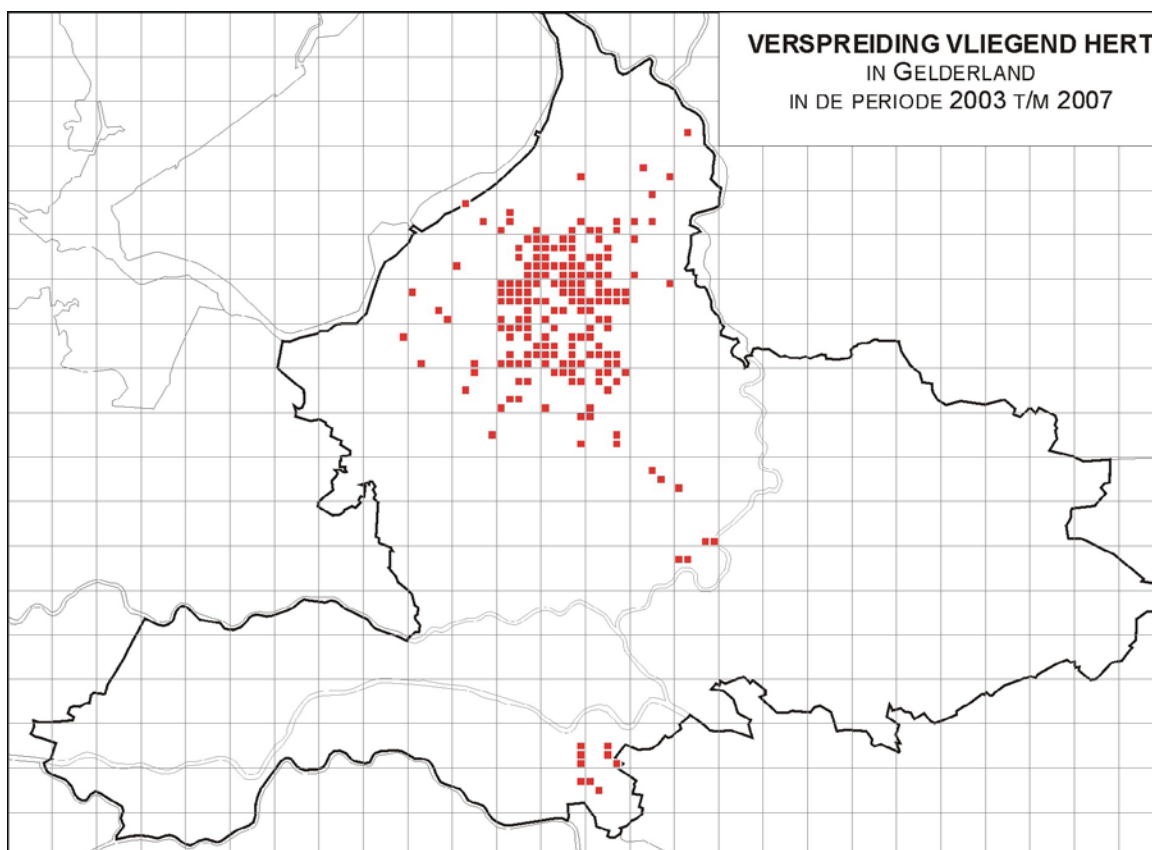 VERSPREIDING VLIEGEND HERT
IN GELDERLAND
IN DE PERIODE 2003 T/M 2007